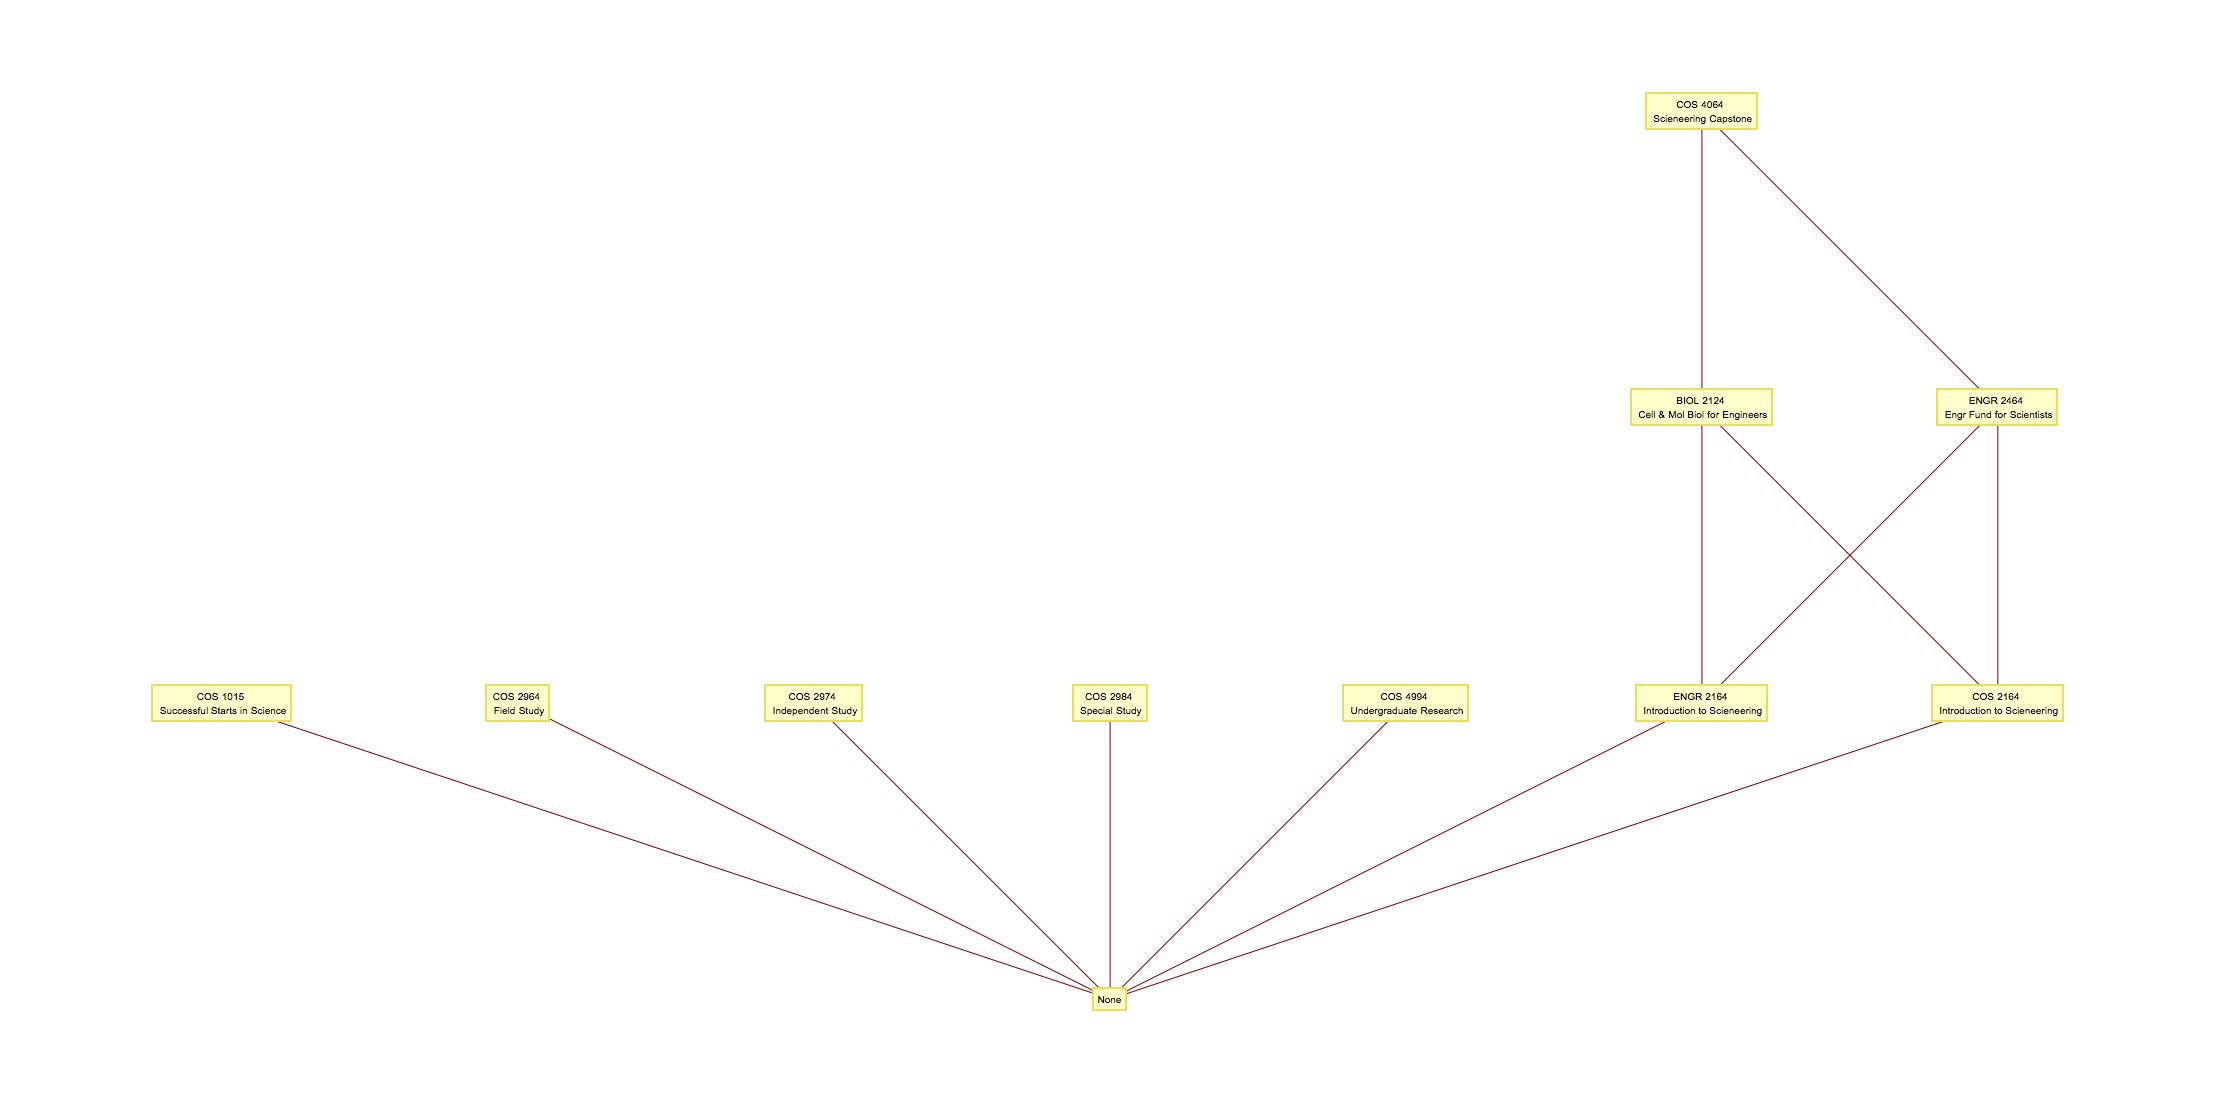 COS 4064
Scieneering Capstone
BIOL 2124
Cell & Mol Biol for Engineers
ENGR 2464
Engr Fund for Scientists
COS 1015
Successful Starts in Science
COS 2964
Field Study
COS 2974
Independent Study
COS 2984
Special Study
COS 4994
Undergraduate Research
ENGR 2164
Introduction to Scieneering
COS 2164
Introduction to Scieneering
None